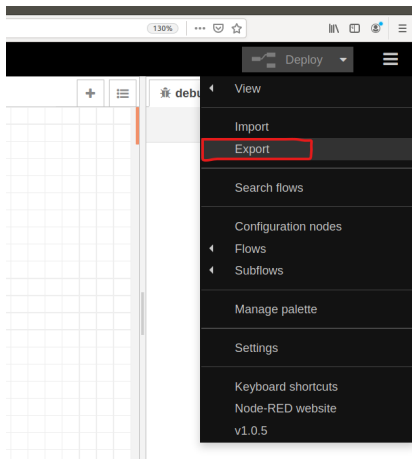 130%
Deploy
debu
View
Import
Export
Search flows
Configuration nodes
Flows
Subflows
Manage palette
Settings
Keyboard shortcuts
Node-RED website
v1.0.5